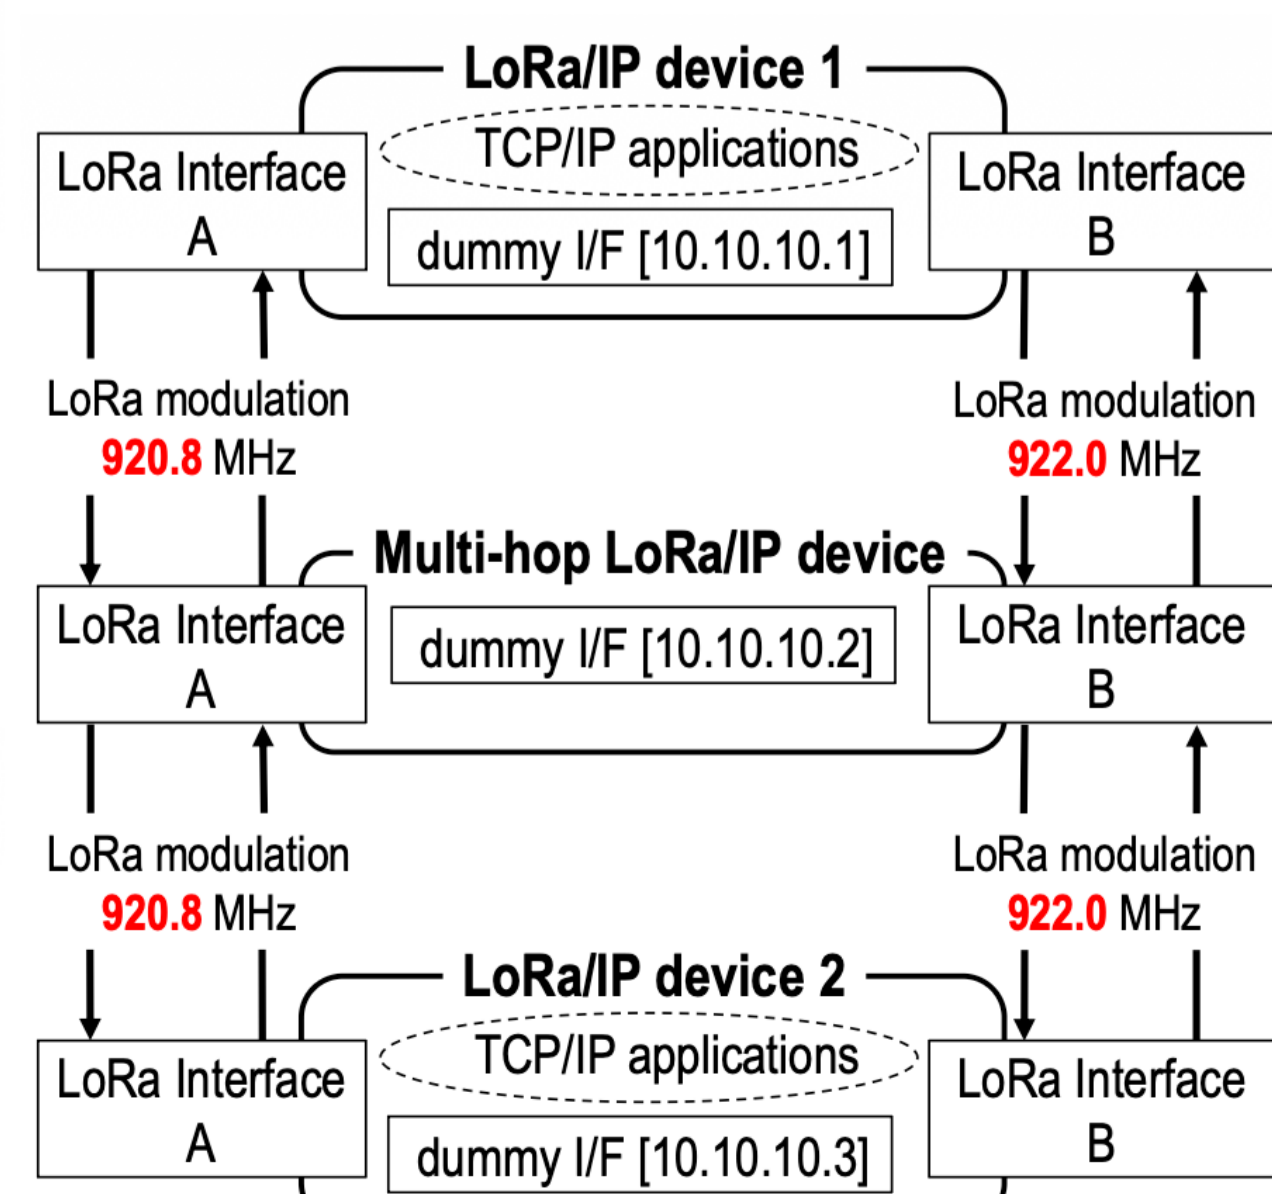 LoRa/IP device 1
TCP/IP applications
LoRa Interface
A
dummy I/F [10.10.10.1]
LoRa Interface
B
LoRa modulation
920.8 MHz
LoRa modulation
922.0 MHz
Multi-hop LoRa/IP device
LoRa Interface
A
dummy I/F [10.10.10.2]
LoRa Interface
B
LoRa modulation
920.8 MHz
LoRa modulation
922.0 MHz
LoRa/IP device 2
TCP/IP applications
LoRa Interface
A
dummy I/F [10.10.10.3]
LoRa Interface
B